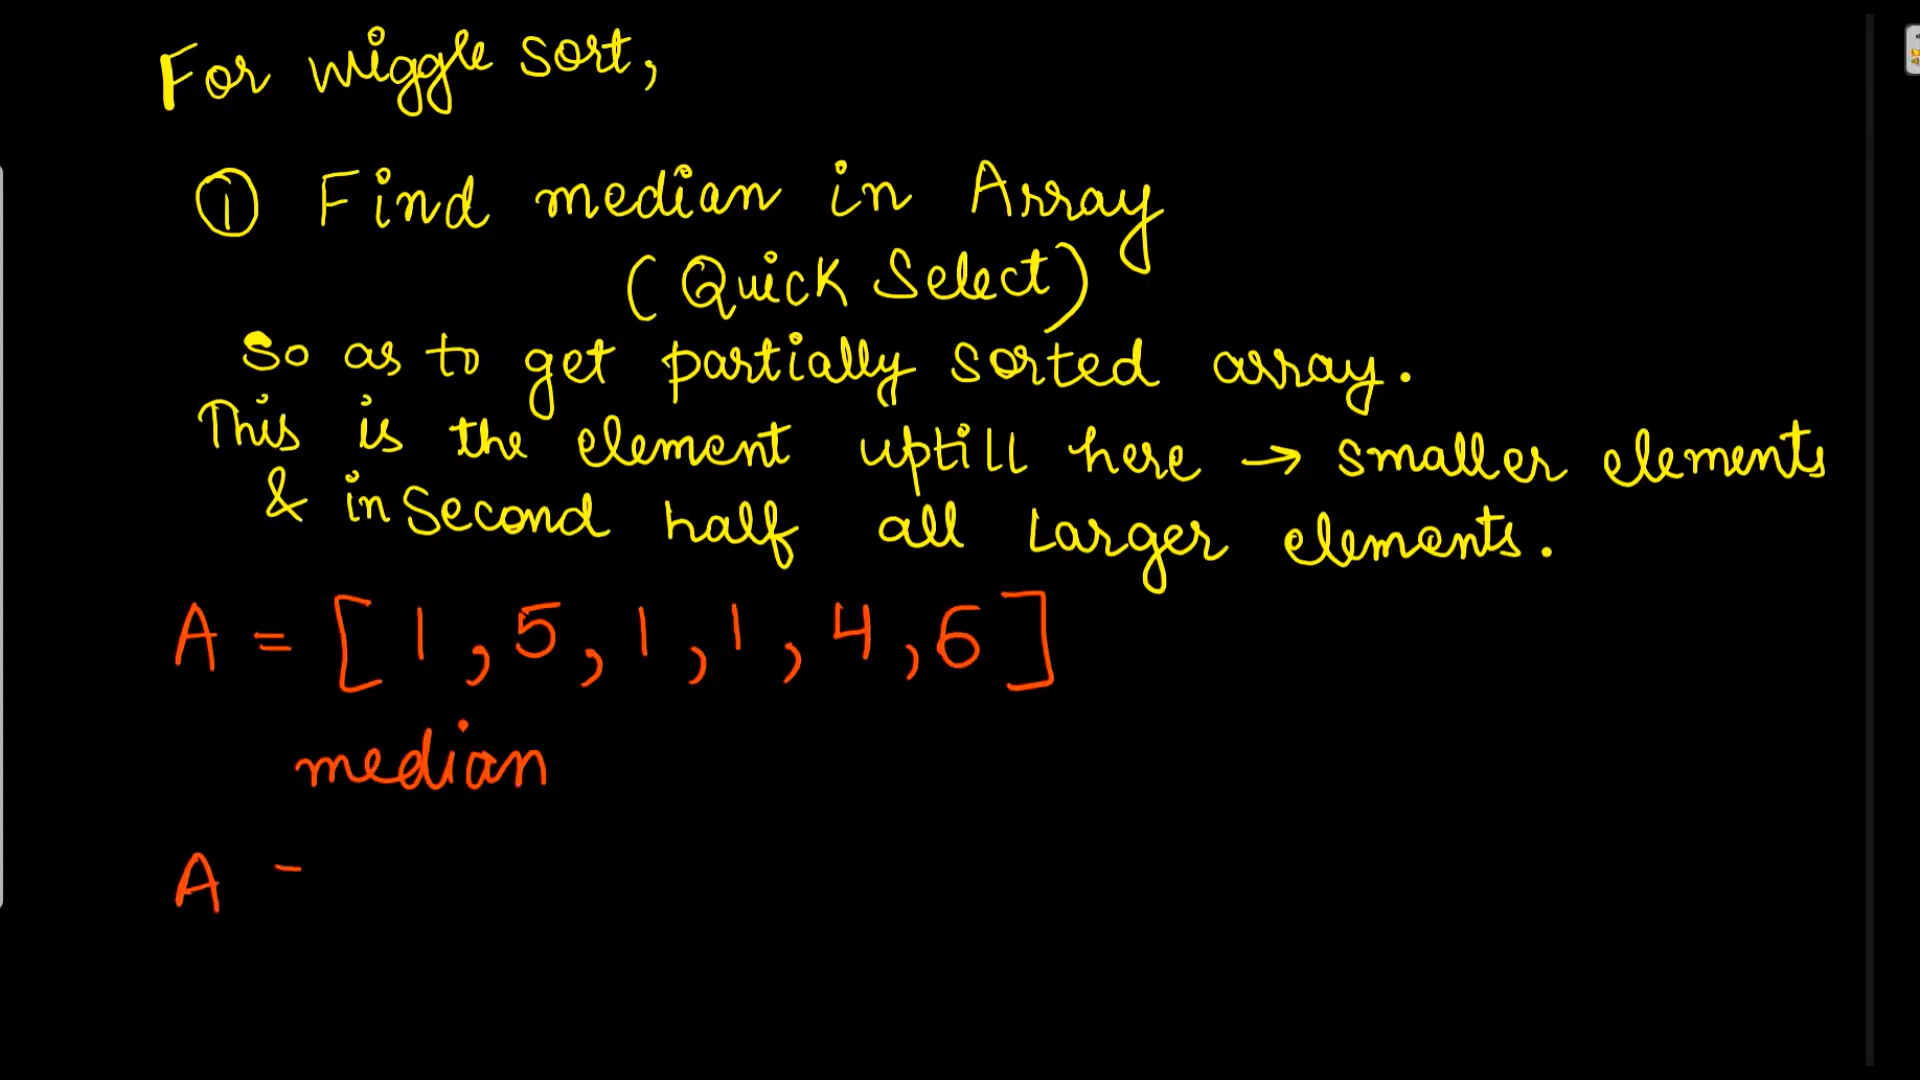 For wiggle sort,
① Find median in Array
(Quick Select)
So as to get partially sorted array.
This is the element uptill here → smaller elements
& in Second half all Larger elements.
A = [1, 5, 1, 1, 4, 6]
median
A -